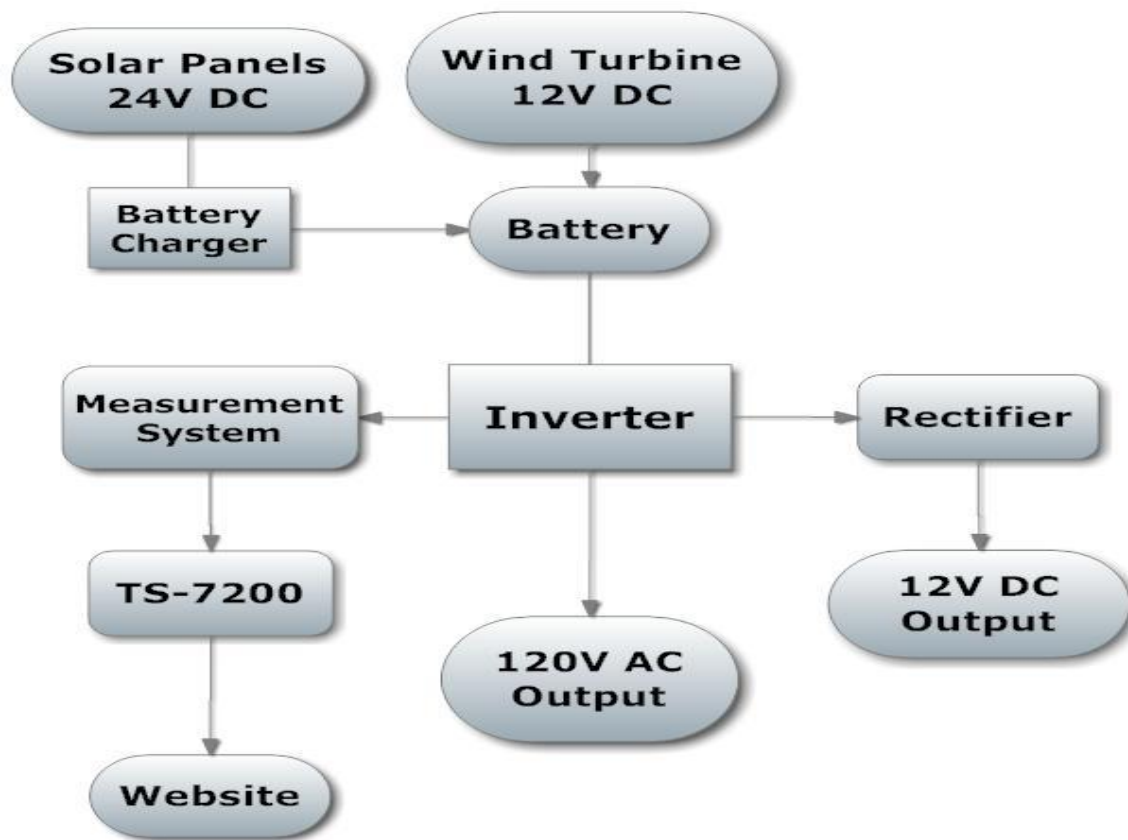 Solar Panels
24V DC
Wind Turbine
12V DC
Battery
Charger
Battery
Measurement
System
Inverter
Rectifier
TS-7200
12V DC
Output
120V AC
Output
Website